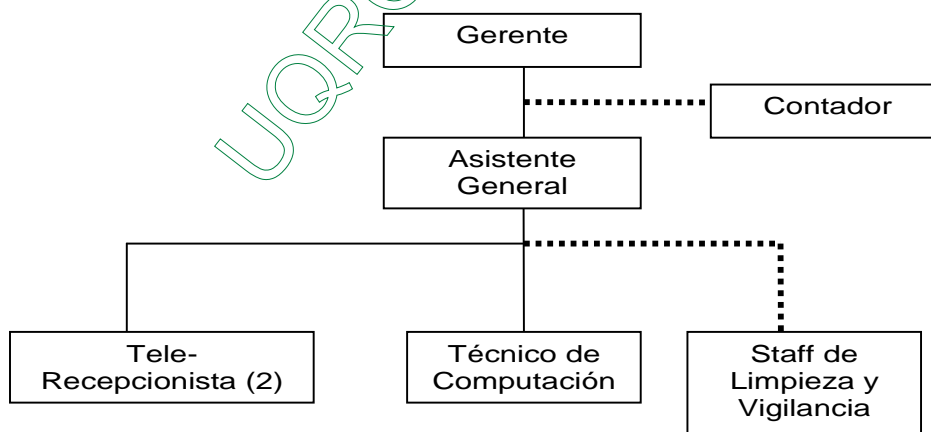 Gerente
Contador
Asistente
General
Tele-
Recepcionista (2)
Técnico de
Computación
Staff de
Limpieza y
Vigilancia